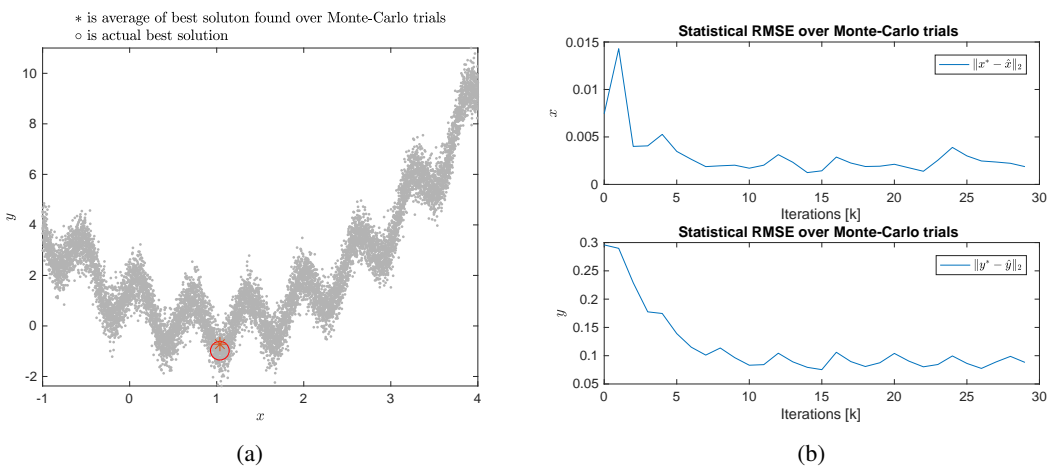 * is average of best soluton found over Monte-Carlo trials
○ is actual best solution
10
8
6
4
2
0
-2
y
-1
0
1
2
3
4
x
(a)
Statistical RMSE over Monte-Carlo trials
0.015
0.01
0.005
0
x
‖x* − x̂‖₂
0
5
10
15
20
25
30
Iterations [k]
Statistical RMSE over Monte-Carlo trials
0.3
0.25
0.2
0.15
0.1
0.05
y
‖y* − ŷ‖₂
0
5
10
15
20
25
30
Iterations [k]
(b)